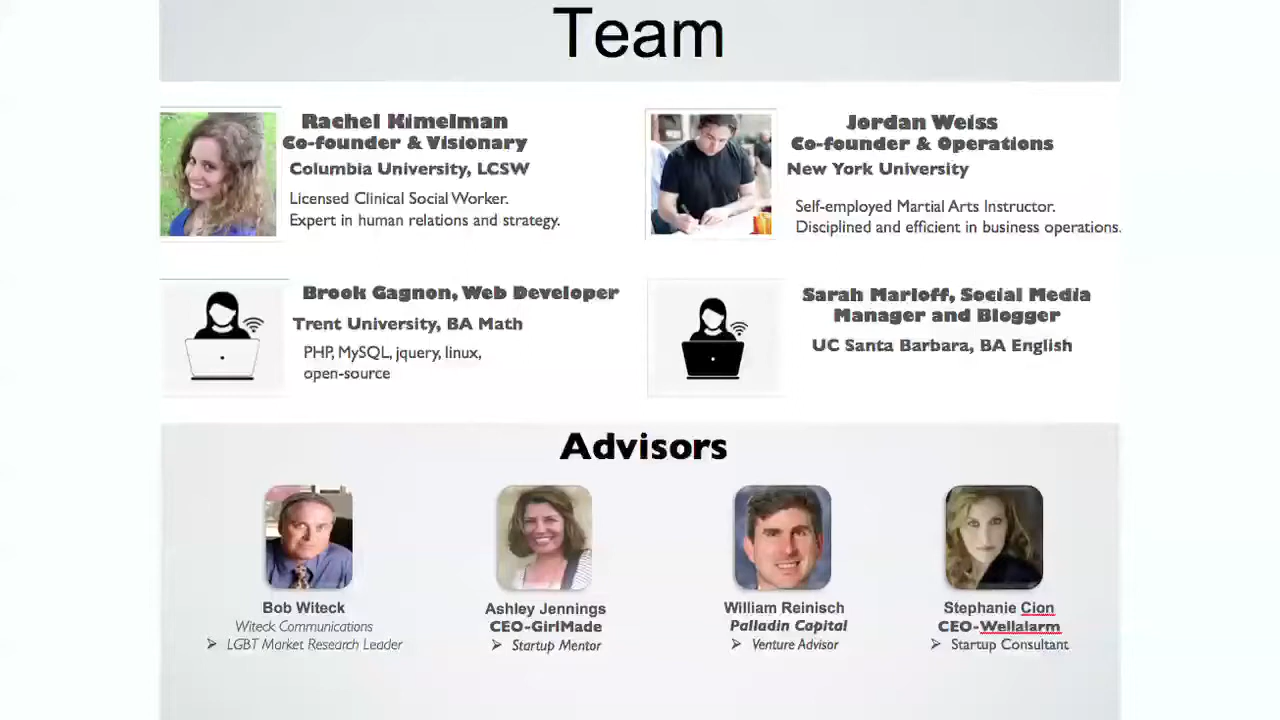 Team
Rachel Kimelman
Co-founder & Visionary
Columbia University, LCSW
Licensed Clinical Social Worker.
Expert in human relations and strategy.
Jordan Weiss
Co-founder & Operations
New York University
Self-employed Martial Arts Instructor.
Disciplined and efficient in business operations.
Brook Gagnon, Web Developer
Trent University, BA Math
PHP, MySQL, jquery, linux,
open-source
Sarah Marloff, Social Media
Manager and Blogger
UC Santa Barbara, BA English
Advisors
Bob Witeck
Witeck Communications
➢ LGBT Market Research Leader
Ashley Jennings
CEO-GirlMade
➢ Startup Mentor
William Reinisch
Palladin Capital
➢ Venture Advisor
Stephanie Cion
CEO-Wellalarm
➢ Startup Consultant